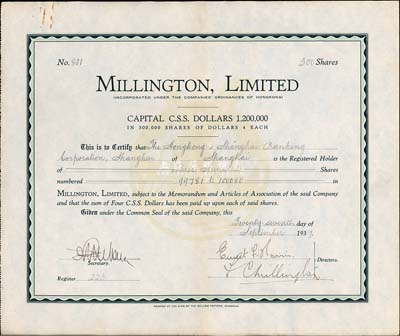 No. 521 300 Shares
MILLINGTON, LIMITED
(INCORPORATED UNDER THE COMPANIES' ORDINANCES OF HONGKONG)
CAPITAL C.S.S. DOLLARS 1,200,000
IN 300,000 SHARES OF DOLLARS 4 EACH
This is to Certify that The Hongkong & Shanghai Banking
Corporation, Shanghai of Shanghai is the Registered Holder
of Three Hundred Shares
numbered 99781 to 100080 in
MILLINGTON, LIMITED, subject to the Memorandum and Articles of Association of the said Company
and that the sum of Four C.S.S. Dollars has been paid up upon each of said shares.
Given under the Common Seal of the said Company, this
Twenty-seventh day of
September 193
Secretary.
Directors.
Register 225